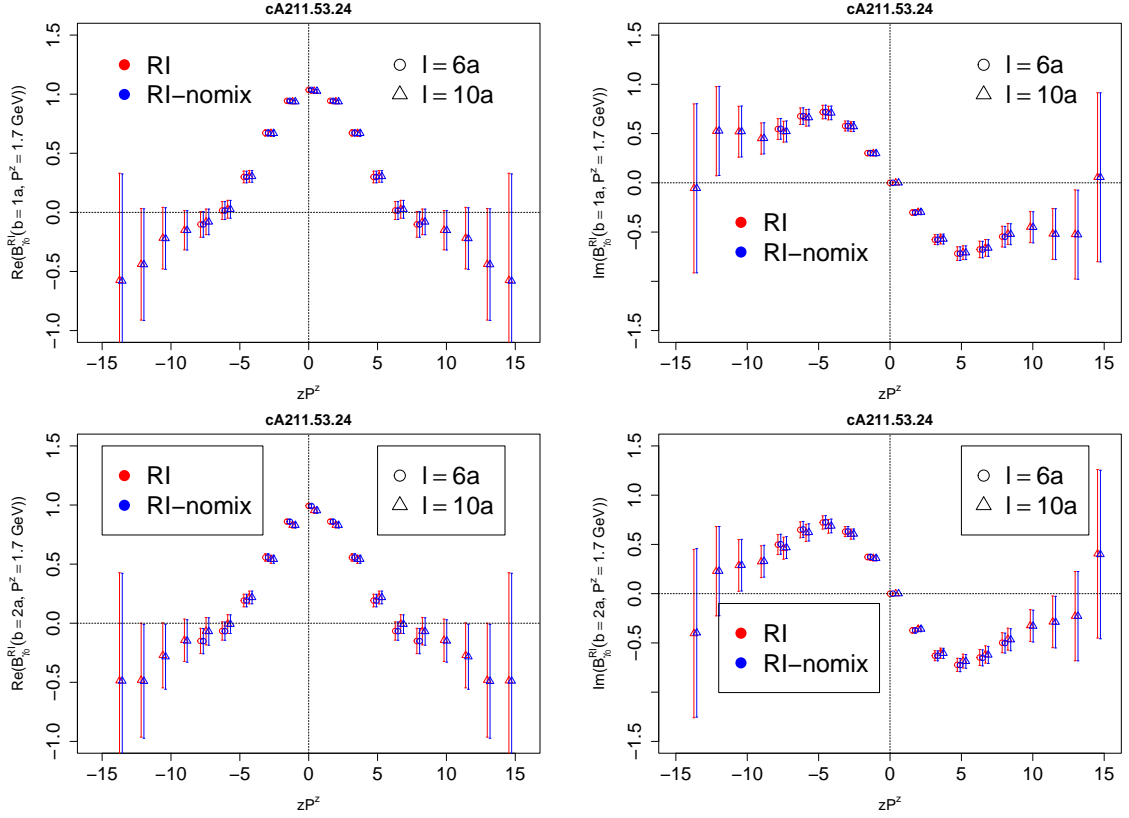 cA211.53.24
Re(B^RI_γ0(b = 1a, P^z = 1.7 GeV))
1.5
1.0
0.5
0.0
−0.5
−1.0
RI
RI−nomix
l = 6a
l = 10a
−15 −10 −5 0 5 10 15
zP^z
cA211.53.24
Im(B^RI_γ0(b = 1a, P^z = 1.7 GeV))
1.5
0.5
0.0
−0.5
−1.5
l = 6a
l = 10a
RI
RI−nomix
−15 −10 −5 0 5 10 15
zP^z
cA211.53.24
Re(B^RI_γ0(b = 2a, P^z = 1.7 GeV))
1.5
1.0
0.5
0.0
−0.5
−1.0
RI
RI−nomix
l = 6a
l = 10a
−15 −10 −5 0 5 10 15
zP^z
cA211.53.24
Im(B^RI_γ0(b = 2a, P^z = 1.7 GeV))
1.5
0.5
0.0
−0.5
−1.5
l = 6a
l = 10a
RI
RI−nomix
−15 −10 −5 0 5 10 15
zP^z